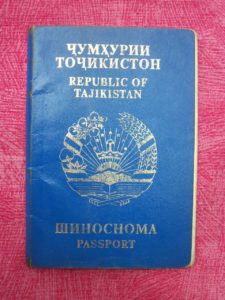 ҶУМҲУРИИ
ТОҶИКИСТОН
REPUBLIC OF
TAJIKISTAN
ШИНОСНОМА
PASSPORT